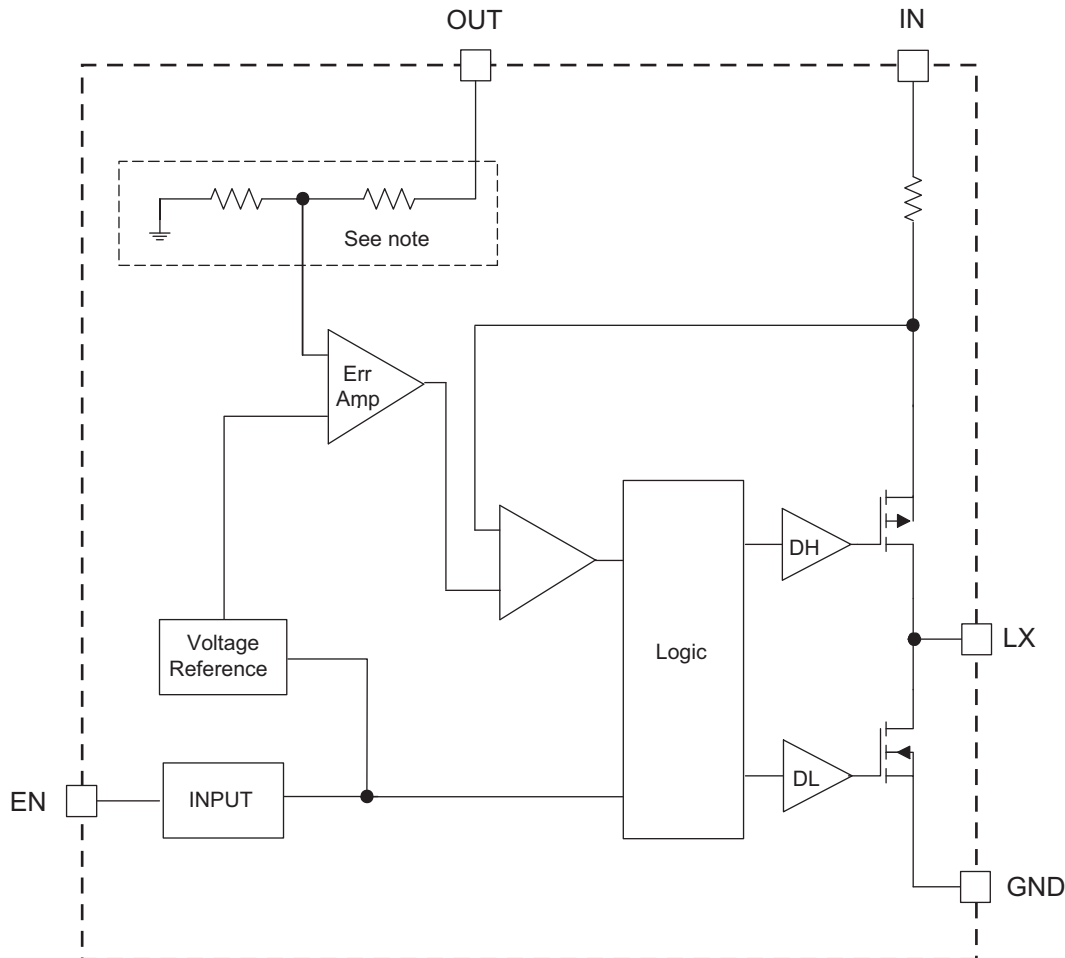 OUT
IN
See note
Err
Amp
DH
Voltage
Reference
Logic
LX
DL
EN
INPUT
GND